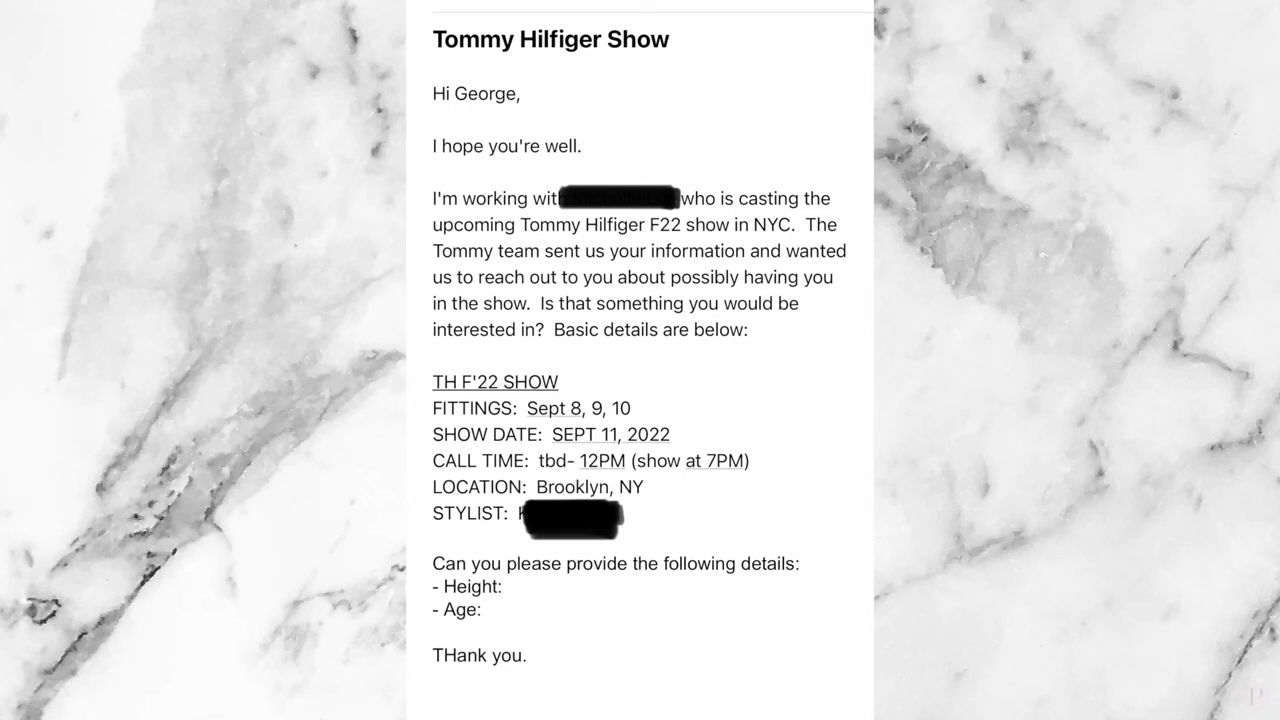 Tommy Hilfiger Show
Hi George,
I hope you're well.
I'm working who is casting the
upcoming Tommy Hilfiger F22 show in NYC. The
Tommy team sent us your information and wanted
us to reach out to you about possibly having you
in the show. Is that something you would be
interested in? Basic details are below:
TH F'22 SHOW
FITTINGS: Sept 8, 9, 10
SHOW DATE: SEPT 11, 2022
CALL TIME: tbd- 12PM (show at 7PM)
LOCATION: Brooklyn, NY
STYLIST:
Can you please provide the following details:
- Height:
- Age:
THank you.
P